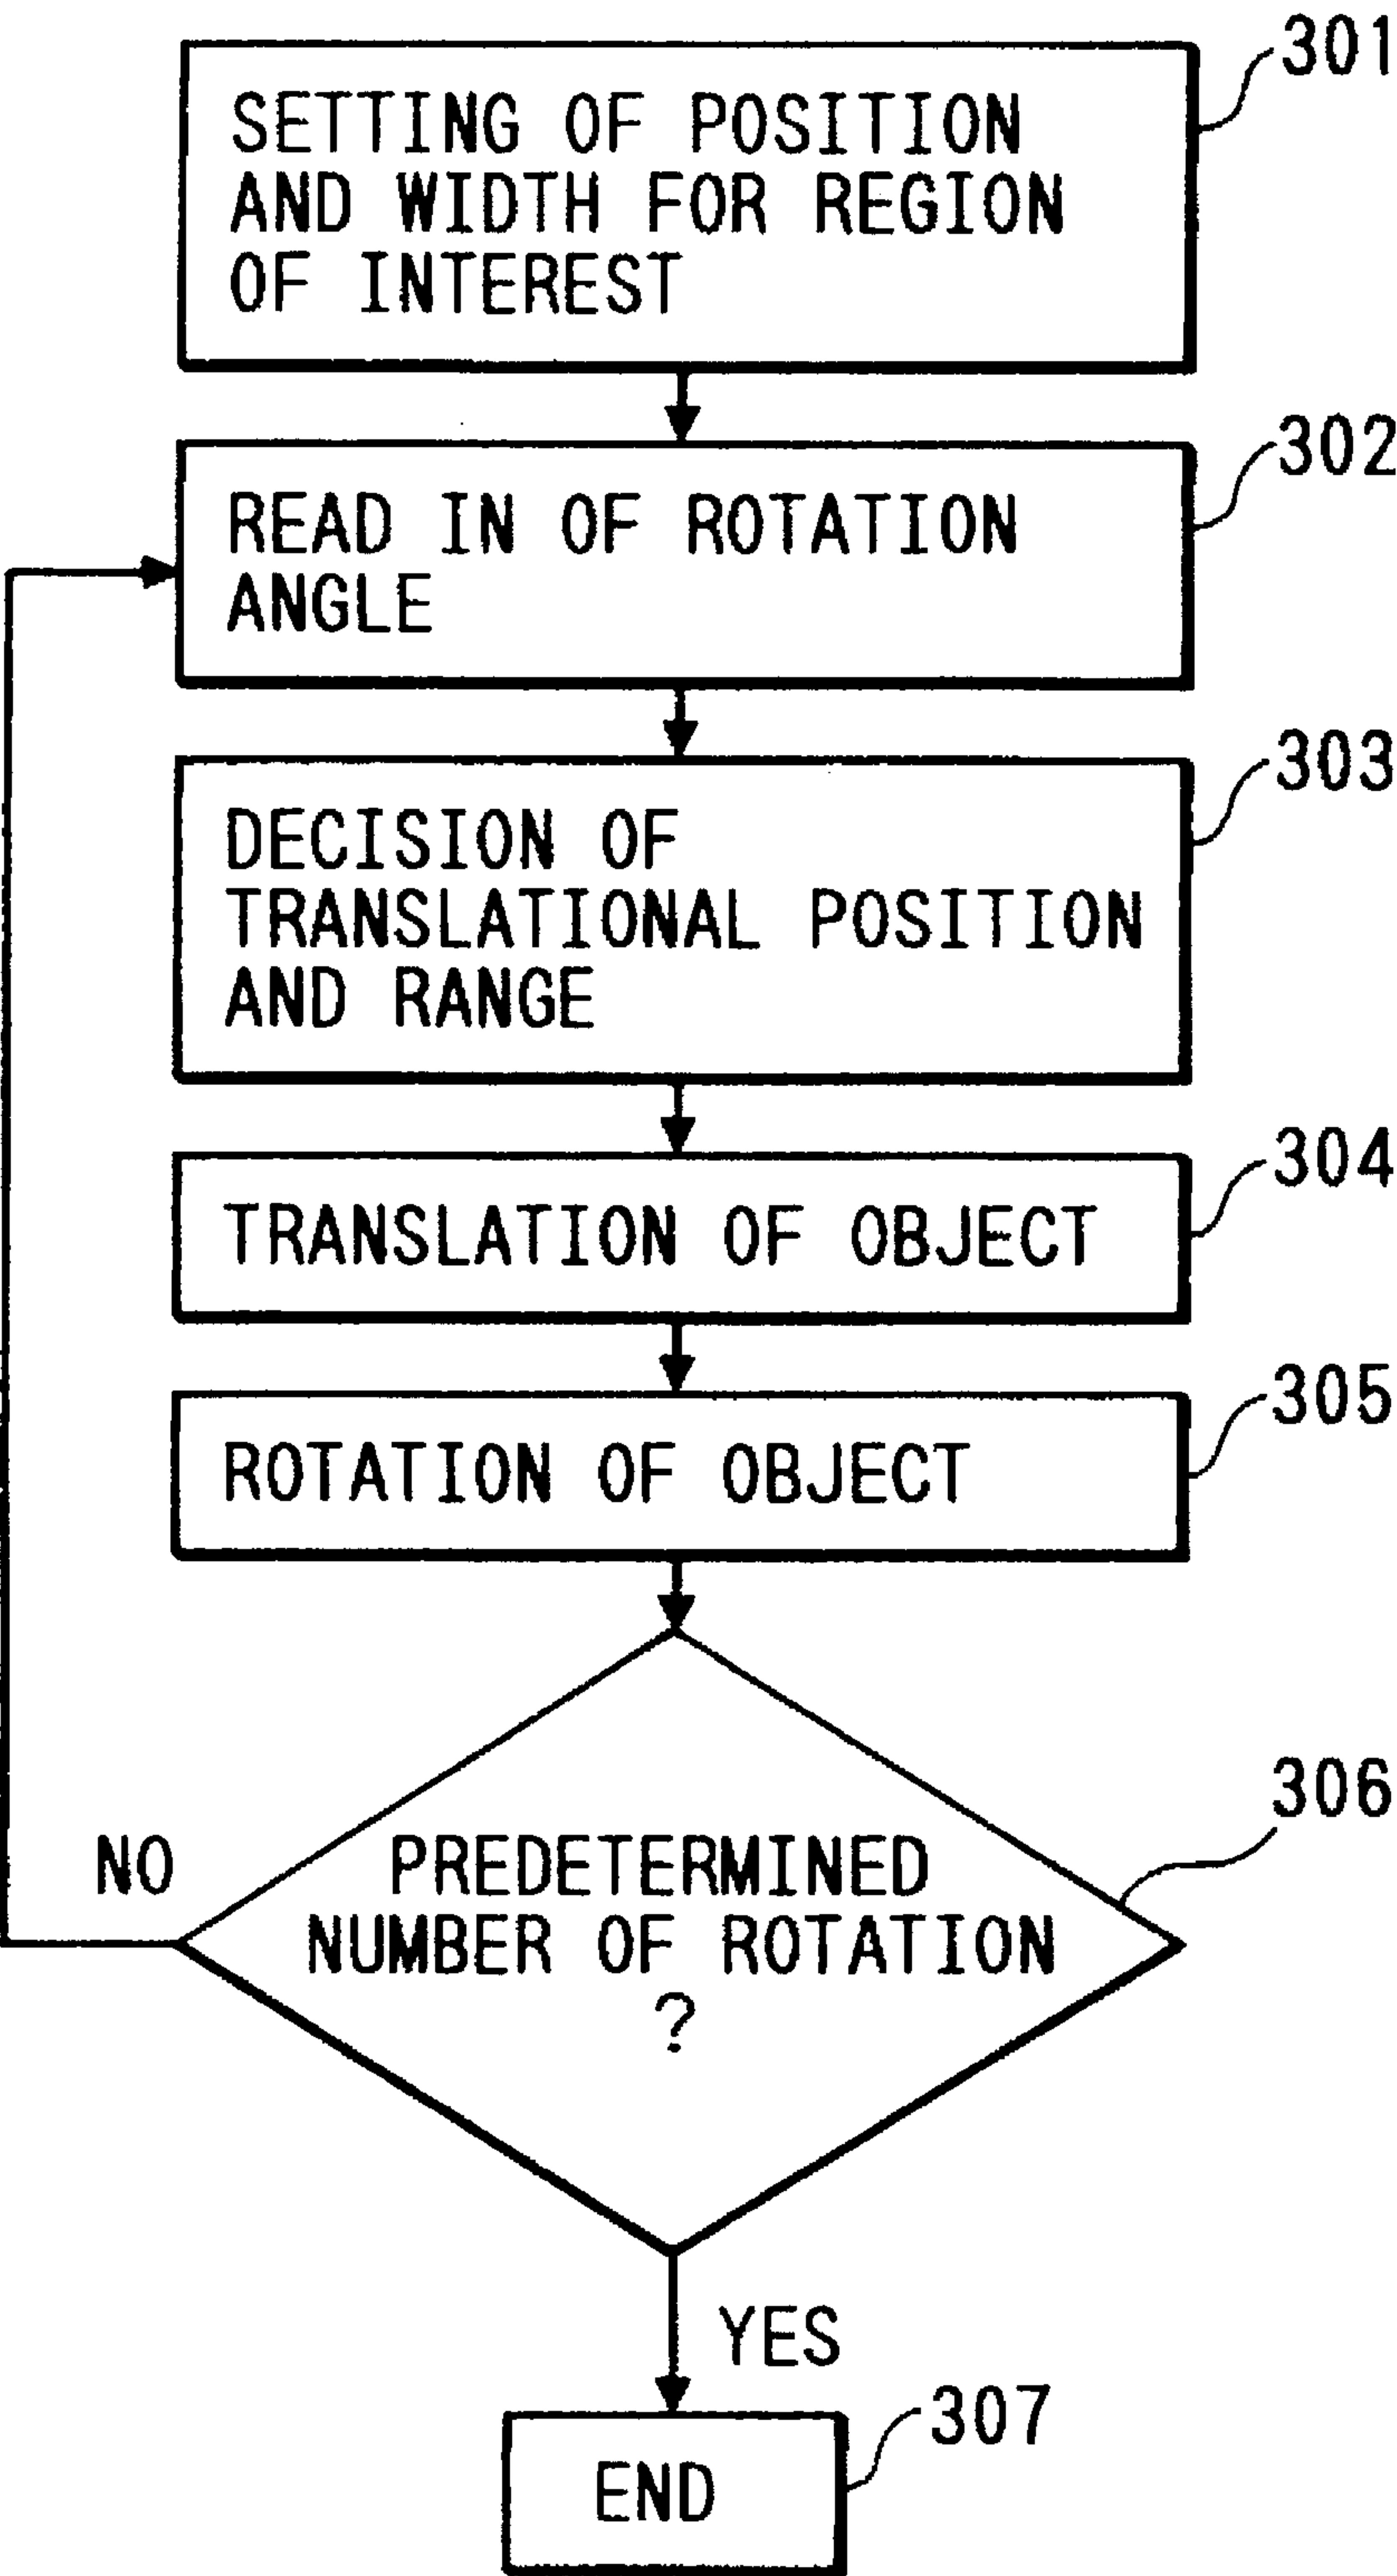 301
SETTING OF POSITION
AND WIDTH FOR REGION
OF INTEREST
302
READ IN OF ROTATION
ANGLE
303
DECISION OF
TRANSLATIONAL POSITION
AND RANGE
304
TRANSLATION OF OBJECT
305
ROTATION OF OBJECT
306
NO
PREDETERMINED
NUMBER OF ROTATION
?
YES
307
END